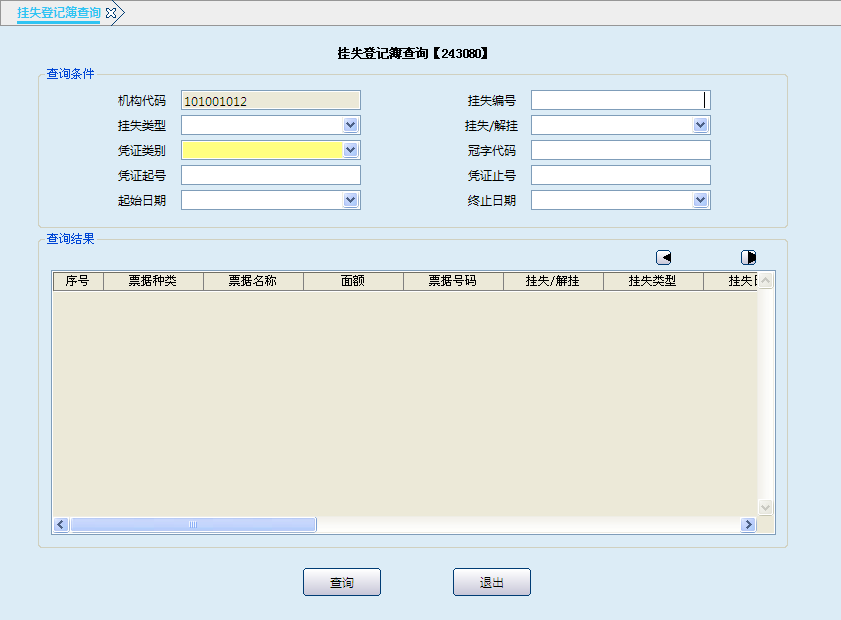 挂失登记簿查询
挂失登记簿查询【243080】
查询条件
机构代码 101001012 挂失编号
挂失类型 挂失/解挂
凭证类别 冠字代码
凭证起号 凭证止号
起始日期 终止日期
查询结果
序号 票据种类 票据名称 面额 票据号码 挂失/解挂 挂失类型 挂失
查询 退出